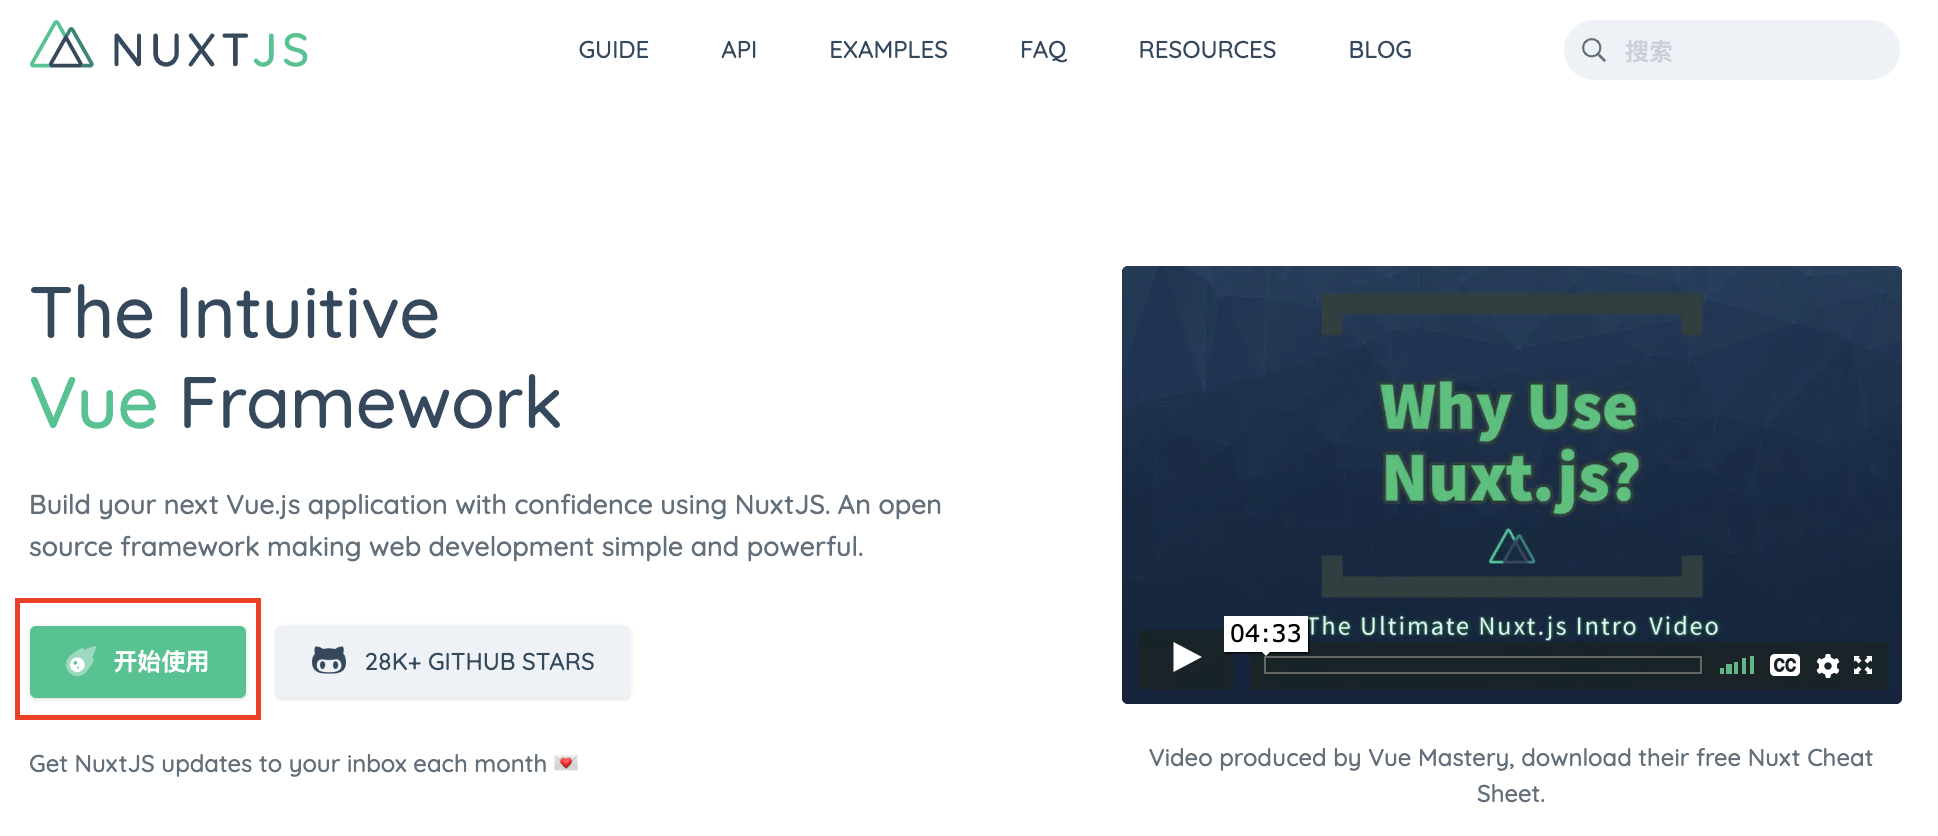 NUXTJS
GUIDE
API
EXAMPLES
FAQ
RESOURCES
BLOG
搜索
The Intuitive
Vue Framework
Build your next Vue.js application with confidence using NuxtJS. An open
source framework making web development simple and powerful.
开始使用
28K+ GITHUB STARS
Get NuxtJS updates to your inbox each month 💌
Why Use
Nuxt.js?
The Ultimate Nuxt.js Intro Video
04:33
CC
Video produced by Vue Mastery, download their free Nuxt Cheat
Sheet.